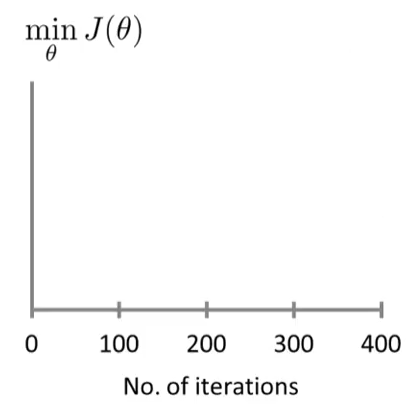 min J(θ)
θ
0 100 200 300 400
No. of iterations